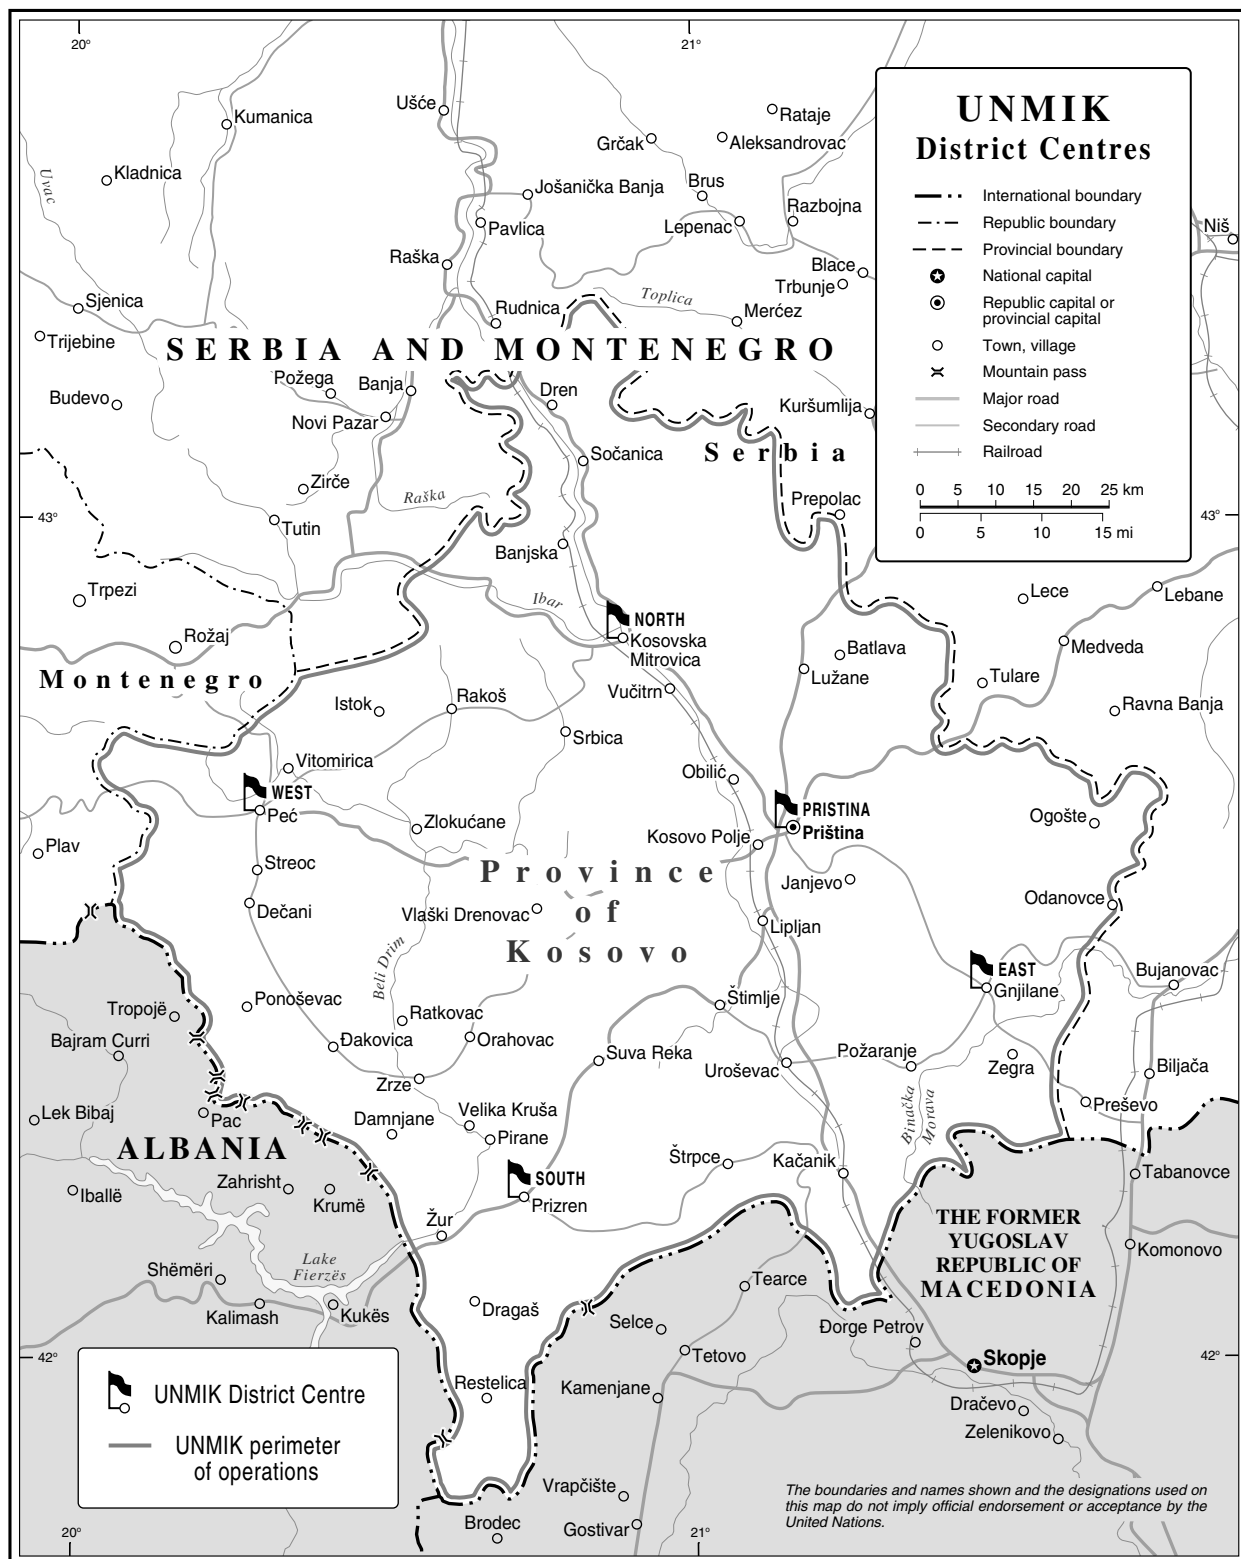 20°
21°
UNMIK
District Centres
International boundary
Republic boundary
Provincial boundary
National capital
Republic capital or
provincial capital
Town, village
Mountain pass
Major road
Secondary road
Railroad
0 5 10 15 20 25 km
0 5 10 15 mi
Kumanica
Ušće
Rataje
Grčak
Aleksandrovac
Kladnica
Uvac
Jošanička Banja
Brus
Razbojna
Pavlica
Lepenac
Niš
Raška
Blace
Trbunje
Sjenica
Toplica
Rudnica
Merćez
Trijebine
SERBIA AND MONTENEGRO
Požega
Banja
Dren
Budevo
Novi Pazar
Kuršumlija
Serbia
Sočanica
Zirče
Raška
Prepolac
43°
43°
Tutin
Banjska
Trpezi
Ibar
Lece
Lebane
NORTH
Kosovska
Mitrovica
Rožaj
Batlava
Medveda
Montenegro
Lužane
Tulare
Vučitrn
Istok
Rakoš
Ravna Banja
Srbica
Vitomirica
Obilić
WEST
Peć
PRISTINA
Priština
Ogošte
Zlokućane
Kosovo Polje
Plav
Streoc
Province
of
Kosovo
Janjevo
Dečani
Vlaški Drenovac
Odanovce
Lipljan
Beli Drim
EAST
Gnjilane
Bujanovac
Ponoševac
Štimlje
Tropojë
Ratkovac
Bajram Curri
Đakovica
Orahovac
Suva Reka
Požaranje
Uroševac
Zegra
Biljača
Zrze
Lek Bibaj
Pac
Damnjane
Velika Kruša
Binačka
Morava
Preševo
ALBANIA
Pirane
Štrpce
Kačanik
Tabanovce
Iballë
Zahrisht
Krumë
SOUTH
Prizren
Žur
THE FORMER
YUGOSLAV
REPUBLIC OF
MACEDONIA
Komonovo
Lake
Fierzës
Shëmëri
Tearce
Kalimash
Kukës
Dragaš
Selce
Đorge Petrov
42°
42°
Tetovo
Skopje
UNMIK District Centre
UNMIK perimeter
of operations
Restelica
Kamenjane
Dračevo
Zelenikovo
Vrapčište
Brodec
Gostivar
The boundaries and names shown and the designations used on
this map do not imply official endorsement or acceptance by the
United Nations.
20°
21°